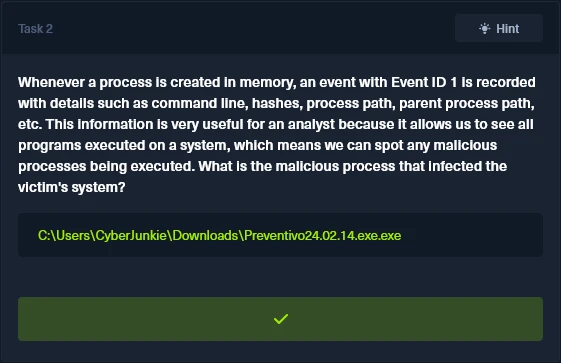 Task 2
Hint
Whenever a process is created in memory, an event with Event ID 1 is recorded
with details such as command line, hashes, process path, parent process path,
etc. This information is very useful for an analyst because it allows us to see all
programs executed on a system, which means we can spot any malicious
processes being executed. What is the malicious process that infected the
victim's system?
C:\Users\CyberJunkie\Downloads\Preventivo24.02.14.exe.exe